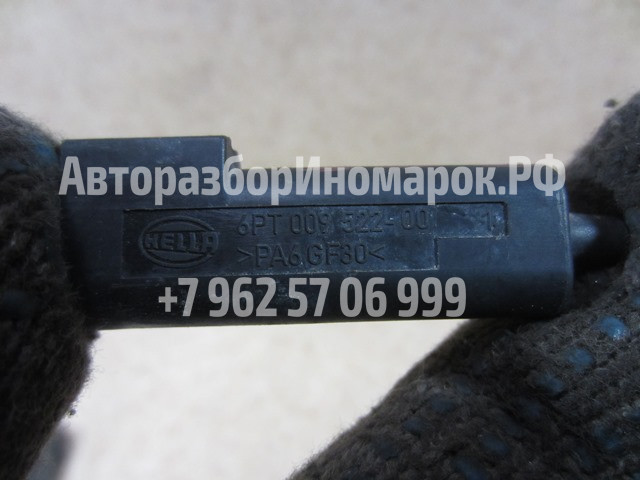 АвторазборИномарок.РФ
HELLA 6PT 009 522-00
>PA6.GF30<
+7 962 57 06 999